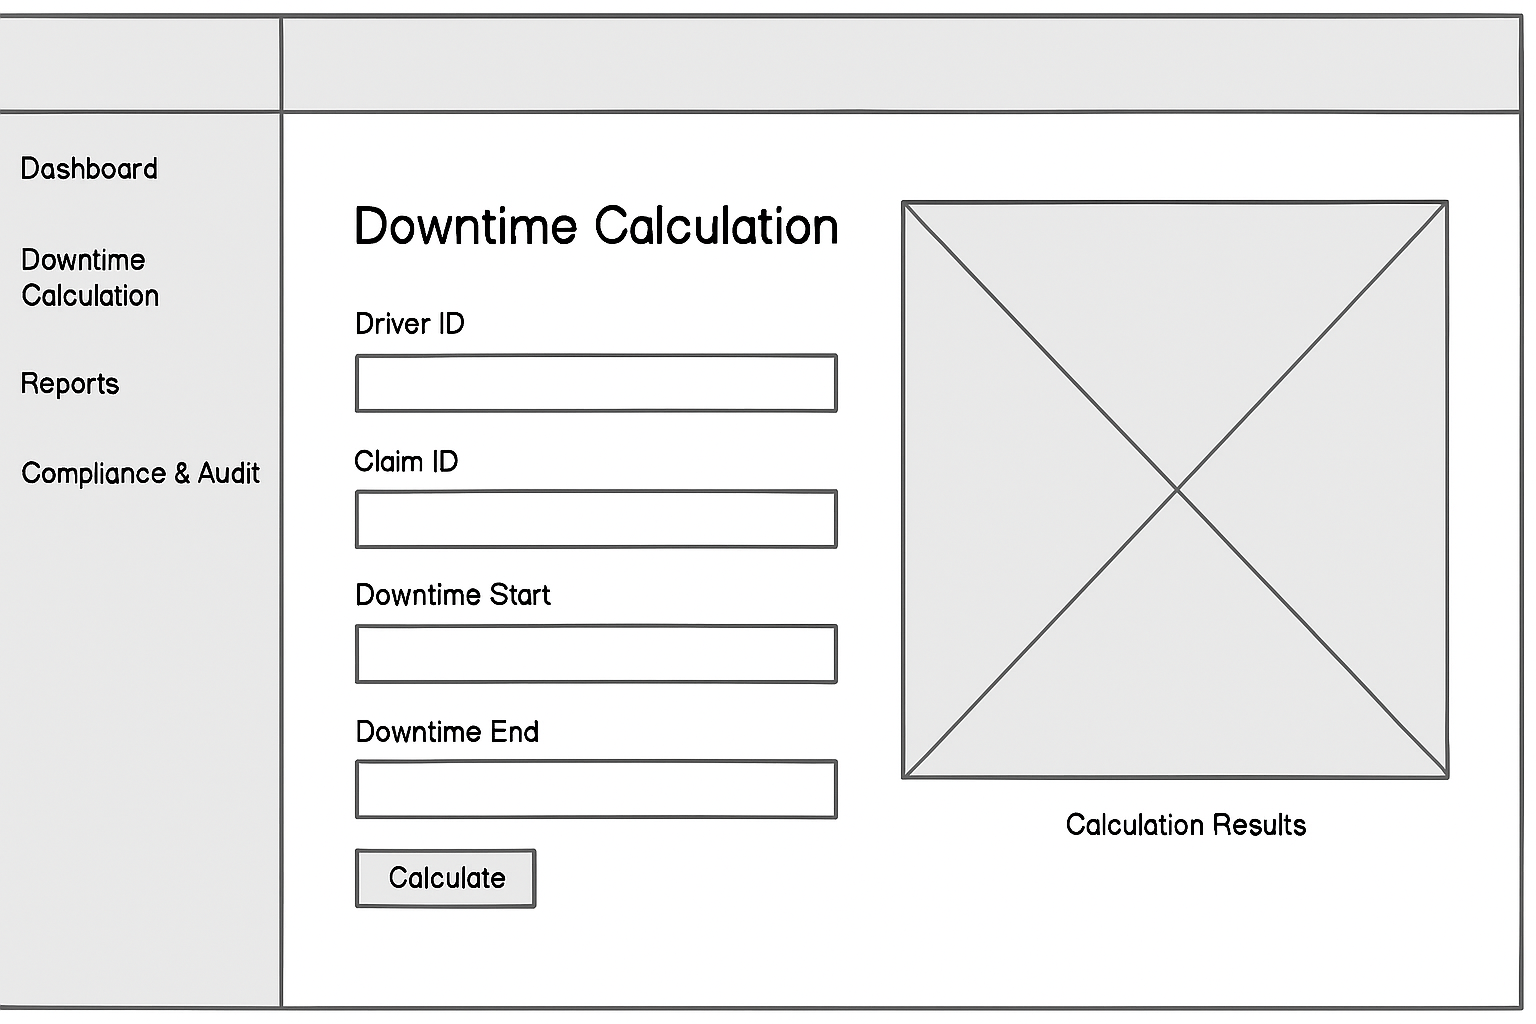 Dashboard
Downtime
Calculation
Reports
Compliance & Audit
Downtime Calculation
Driver ID
Claim ID
Downtime Start
Downtime End
Calculate
Calculation Results